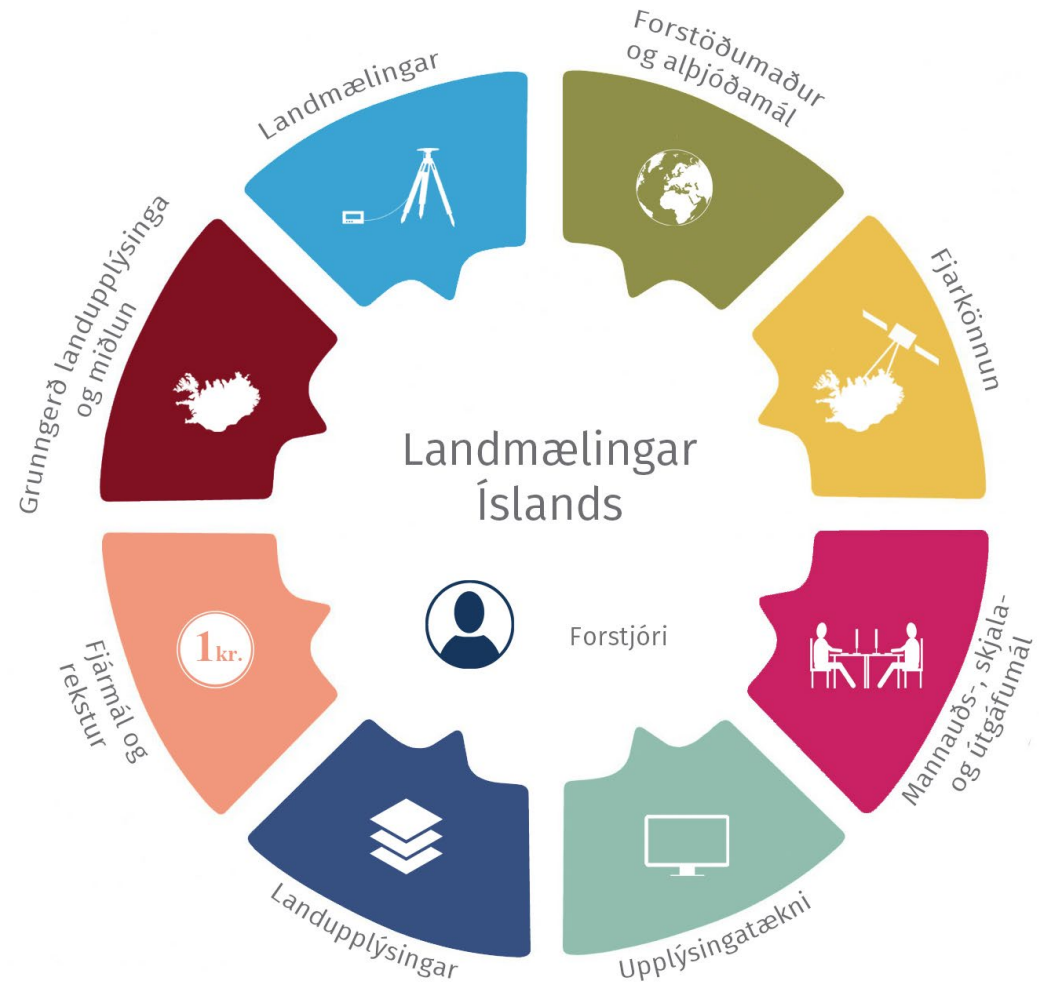 Landmælingar
Forstöðumaður
og alþjóðamál
Fjarkönnun
Mannauðs-, skjala-
og útgáfumál
Upplýsingatækni
Landupplýsingar
Fjármál og
rekstur
1kr.
Grunngerð landupplýsinga
og miðlun
Landmælingar
Íslands
Forstjóri